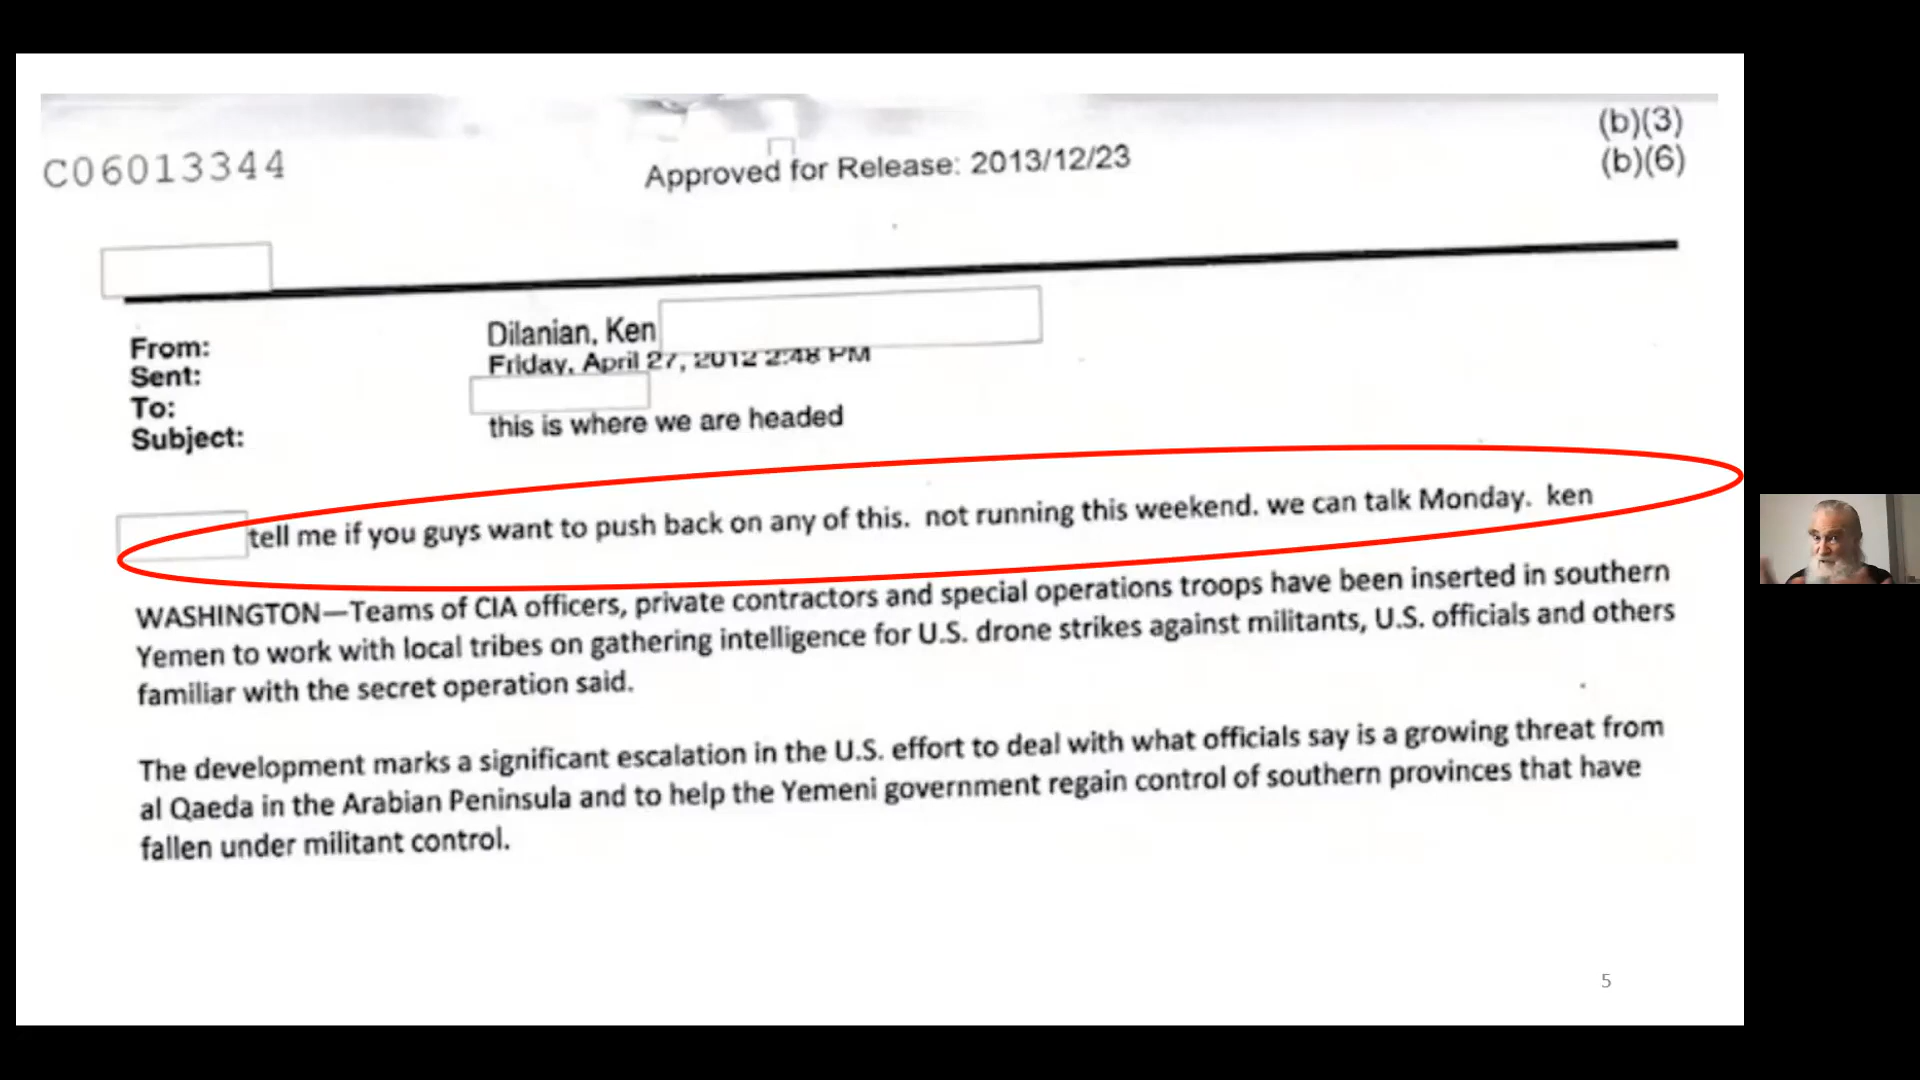 (b)(3)
C06013344
Approved for Release: 2013/12/23
(b)(6)
From:
Dilanian, Ken
Sent:
Friday, April 27, 2012 2:48 PM
To:
Subject:
this is where we are headed
tell me if you guys want to push back on any of this. not running this weekend. we can talk Monday. ken
WASHINGTON—Teams of CIA officers, private contractors and special operations troops have been inserted in southern
Yemen to work with local tribes on gathering intelligence for U.S. drone strikes against militants, U.S. officials and others
familiar with the secret operation said.
The development marks a significant escalation in the U.S. effort to deal with what officials say is a growing threat from
al Qaeda in the Arabian Peninsula and to help the Yemeni government regain control of southern provinces that have
fallen under militant control.
5